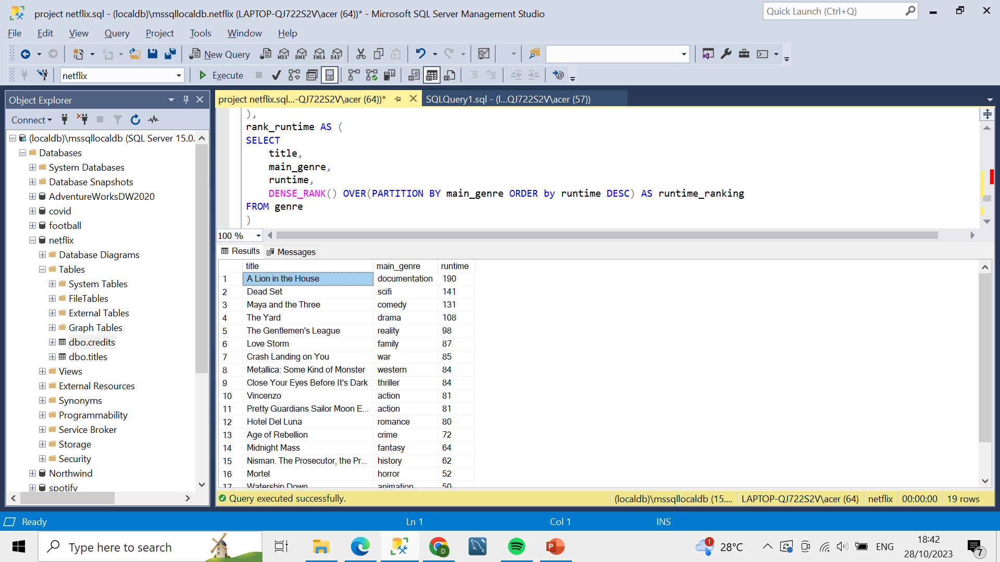 project netflix.sql - (localdb)\mssqllocaldb.netflix (LAPTOP-QJ722S2V\acer (64))* - Microsoft SQL Server Management Studio
Quick Launch (Ctrl+Q)
File Edit View Query Project Tools Window Help
New Query MDX DMX XMLA DAX
netflix Execute
Object Explorer
project netflix.sql...-QJ722S2V\acer (64))* SQLQuery1.sql - (l...QJ722S2V\acer (57))
Connect
(localdb)\mssqllocaldb (SQL Server 15.0.
Databases
System Databases
Database Snapshots
AdventureWorksDW2020
covid
football
netflix
Database Diagrams
Tables
System Tables
FileTables
External Tables
Graph Tables
dbo.credits
dbo.titles
Views
External Resources
Synonyms
Programmability
Service Broker
Storage
Security
Northwind
spotify
),
rank_runtime AS (
SELECT
title,
main_genre,
runtime,
DENSE_RANK() OVER(PARTITION BY main_genre ORDER by runtime DESC) AS runtime_ranking
FROM genre
)
100 %
Results Messages
title main_genre runtime
1 A Lion in the House documentation 190
2 Dead Set scifi 141
3 Maya and the Three comedy 131
4 The Yard drama 108
5 The Gentlemen's League reality 98
6 Love Storm family 87
7 Crash Landing on You war 85
8 Metallica: Some Kind of Monster western 84
9 Close Your Eyes Before It's Dark thriller 84
10 Vincenzo action 81
11 Pretty Guardians Sailor Moon E... action 81
12 Hotel Del Luna romance 80
13 Age of Rebellion crime 72
14 Midnight Mass fantasy 64
15 Nisman. The Prosecutor, the Pr... history 62
16 Mortel horror 52
17 Watership Down animation 50
Query executed successfully. (localdb)\mssqllocaldb (15.... LAPTOP-QJ722S2V\acer (64) netflix 00:00:00 19 rows
Ready Ln 1 Col 1 INS
Type here to search
1 28°C ENG 18:42
28/10/2023
7